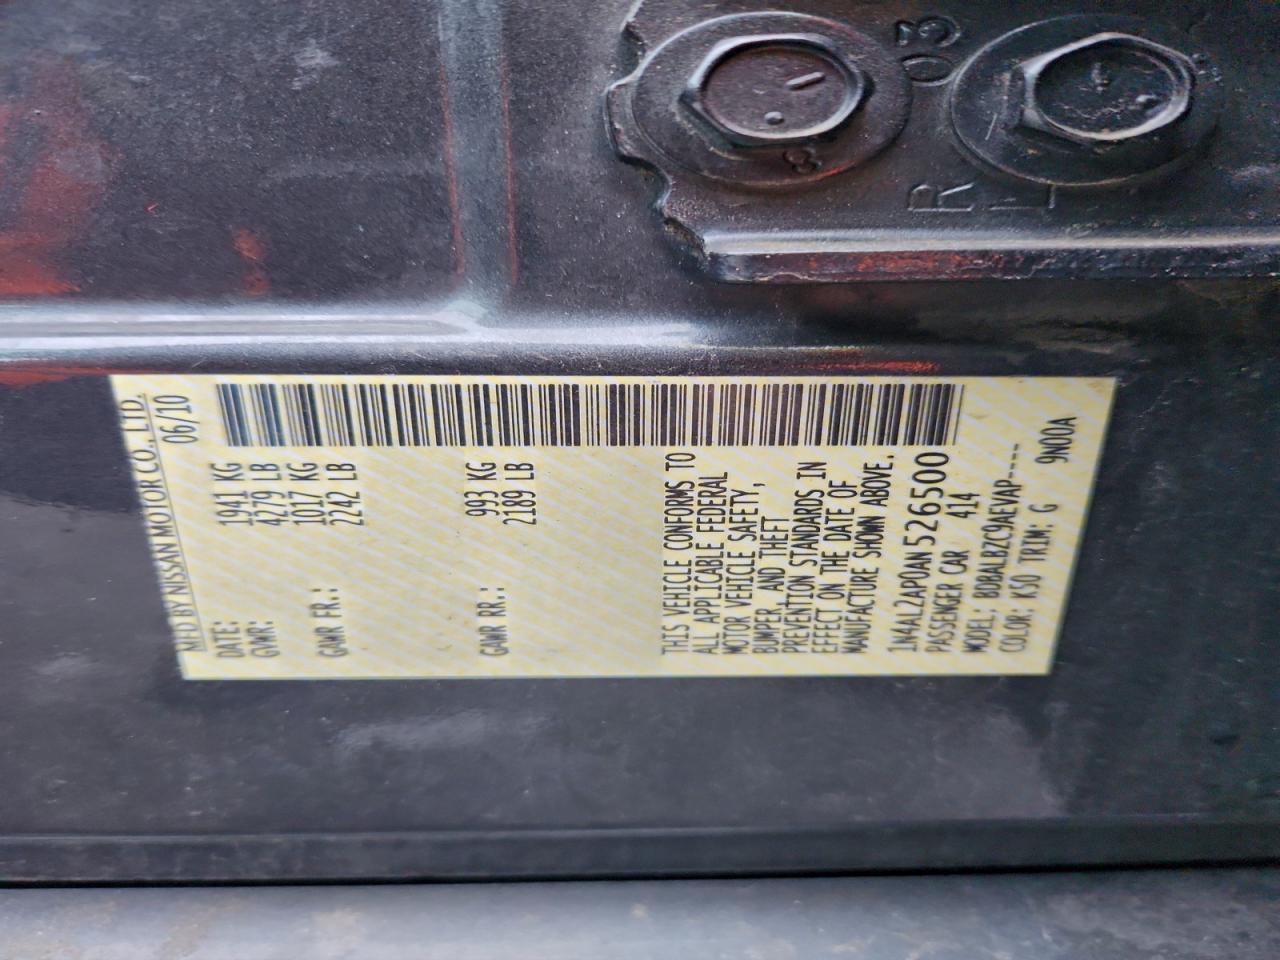 MFD BY NISSAN MOTOR CO., LTD.
DATE: 06/10
GVWR: 1941 KG
4279 LB
GAWR FR.: 1017 KG
2242 LB
GAWR RR.: 993 KG
2189 LB
THIS VEHICLE CONFORMS TO
ALL APPLICABLE FEDERAL
MOTOR VEHICLE SAFETY,
BUMPER, AND THEFT
PREVENTION STANDARDS IN
EFFECT ON THE DATE OF
MANUFACTURE SHOWN ABOVE.
1N4AL2AP0AN526500
PASSENGER CAR 414
MODEL: BDBALBZC9AEVAP----
COLOR: K50 TRIM: G 9N00A
03
8
R